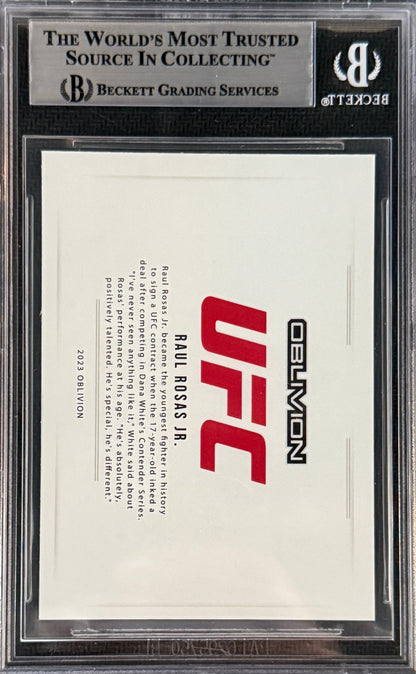 THE WORLD'S MOST TRUSTED
SOURCE IN COLLECTING™
BECKETT GRADING SERVICES
BECKETT®
OBLIVION
UFC
RAUL ROSAS JR.
Raul Rosas Jr. became the youngest fighter in history
to sign a UFC contract when the 17-year-old inked a
deal after competing in Dana White's Contender Series.
"I've never seen anything like it," White said about
Rosas' performance at his age. "He's absolutely,
positively talented. He's special, he's different."
2023 OBLIVION